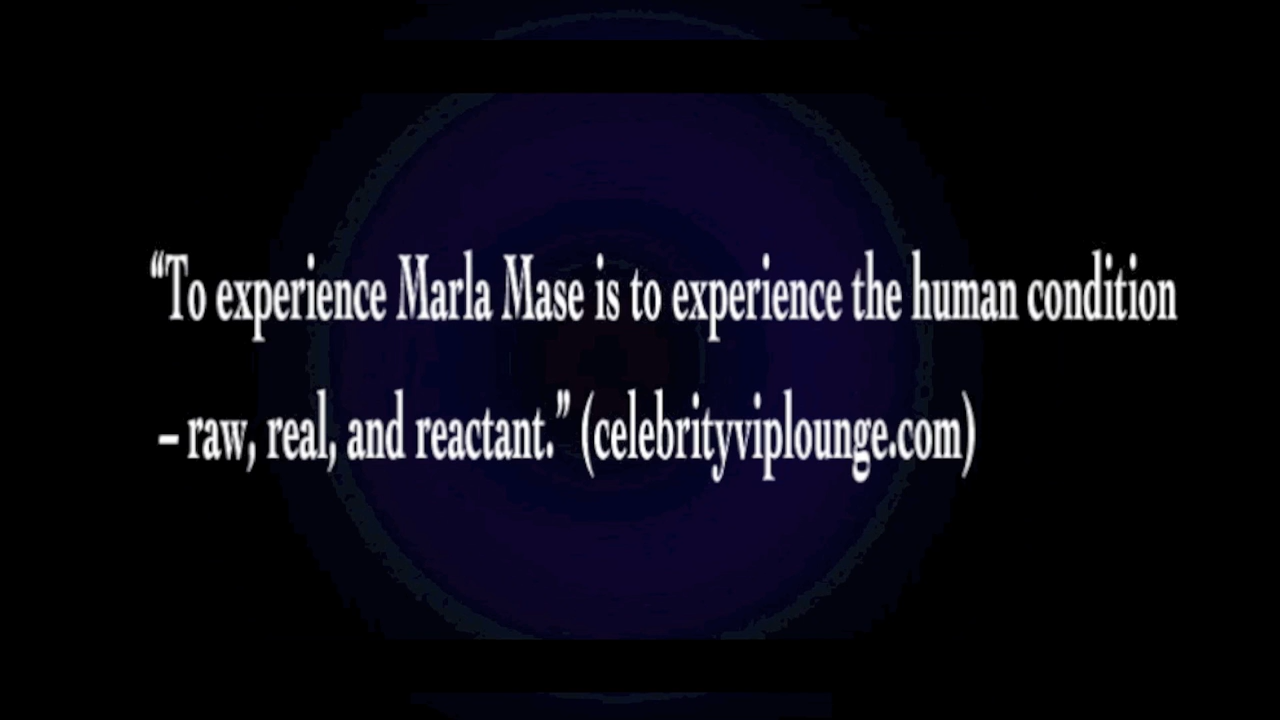 “To experience Marla Mase is to experience the human condition
– raw, real, and reactant.” (celebrityviplounge.com)